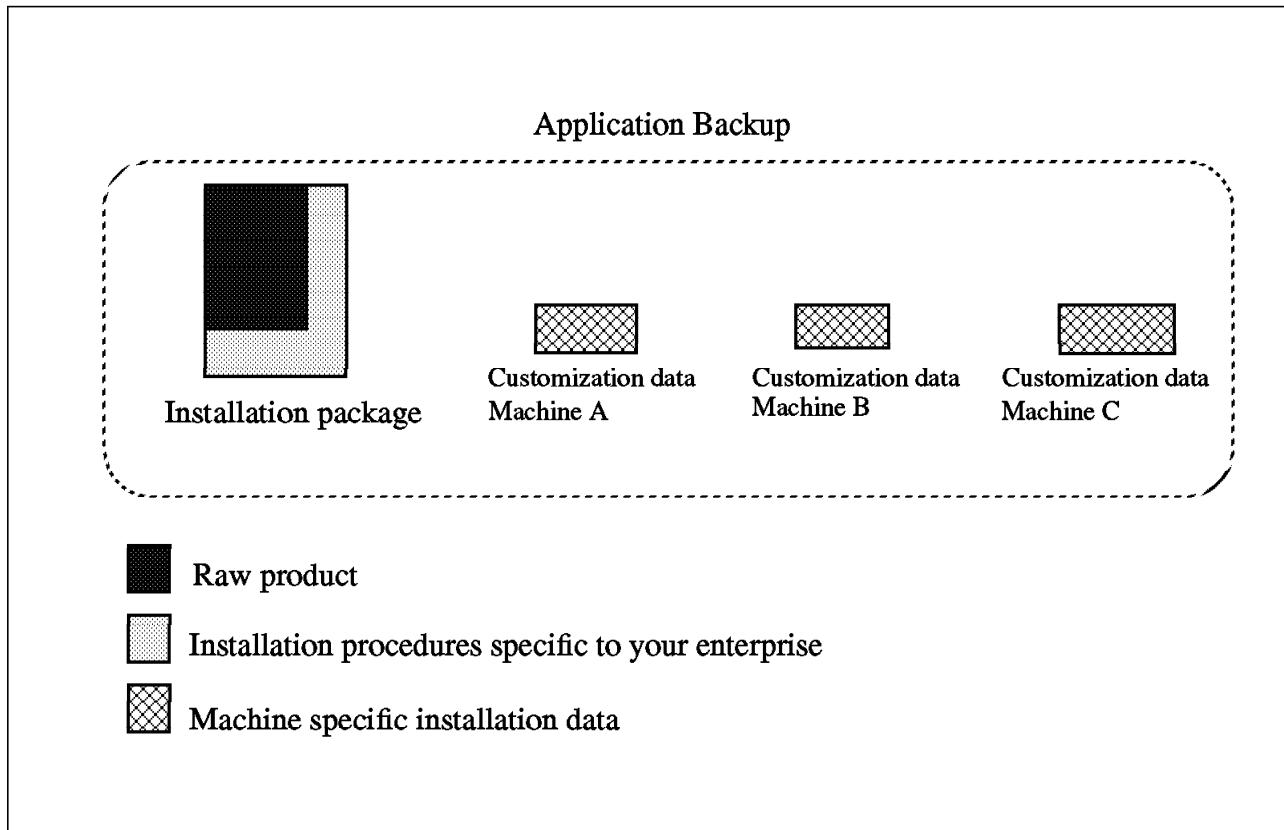 Application Backup
Installation package
Customization data
Machine A
Customization data
Machine B
Customization data
Machine C
Raw product
Installation procedures specific to your enterprise
Machine specific installation data